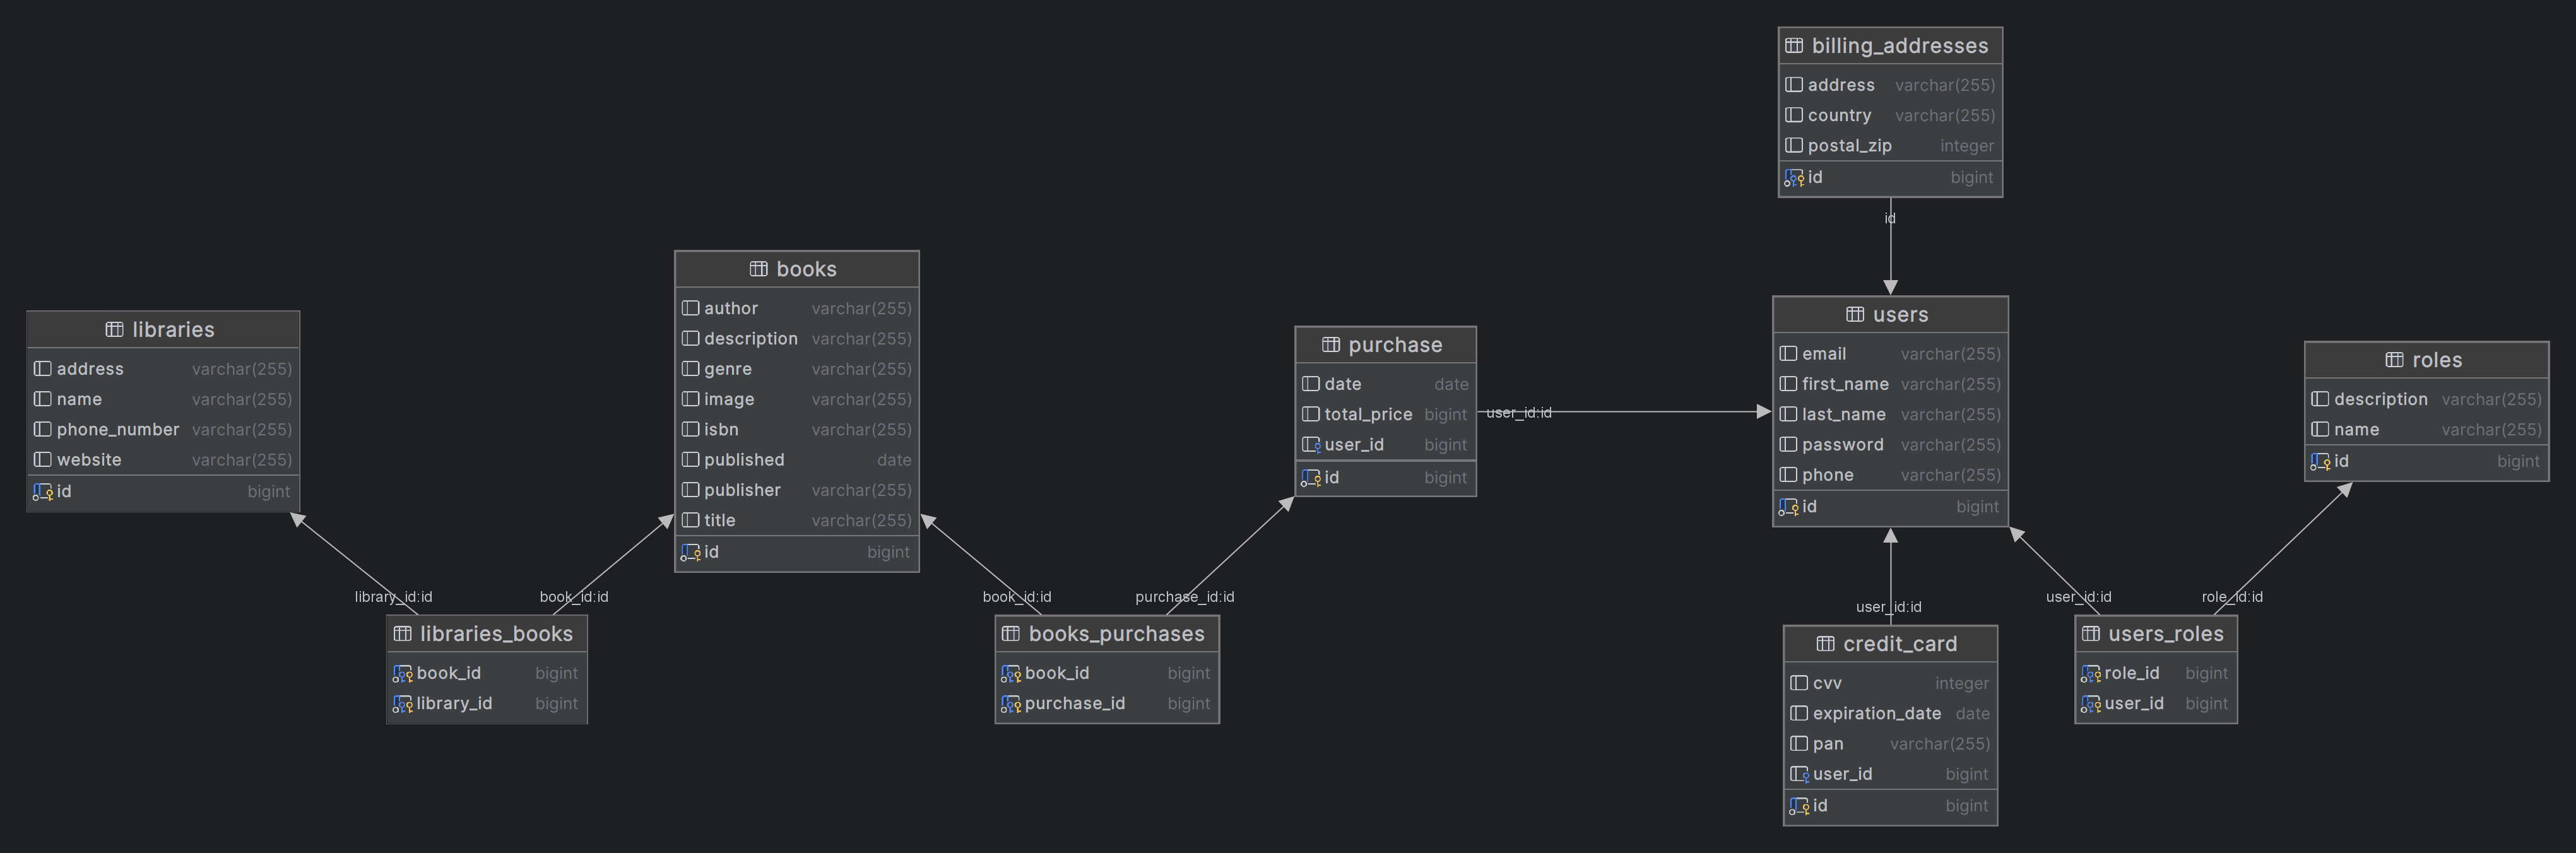 billing_addresses
address varchar(255)
country varchar(255)
postal_zip integer
id bigint
id
books
author varchar(255)
description varchar(255)
genre varchar(255)
image varchar(255)
isbn varchar(255)
published date
publisher varchar(255)
title varchar(255)
id bigint
libraries
address varchar(255)
name varchar(255)
phone_number varchar(255)
website varchar(255)
id bigint
purchase
date date
total_price bigint
user_id bigint
id bigint
user_id:id
users
email varchar(255)
first_name varchar(255)
last_name varchar(255)
password varchar(255)
phone varchar(255)
id bigint
roles
description varchar(255)
name varchar(255)
id bigint
library_id:id
book_id:id
book_id:id
purchase_id:id
user_id:id
user_id:id
role_id:id
libraries_books
book_id bigint
library_id bigint
books_purchases
book_id bigint
purchase_id bigint
credit_card
cvv integer
expiration_date date
pan varchar(255)
user_id bigint
id bigint
users_roles
role_id bigint
user_id bigint